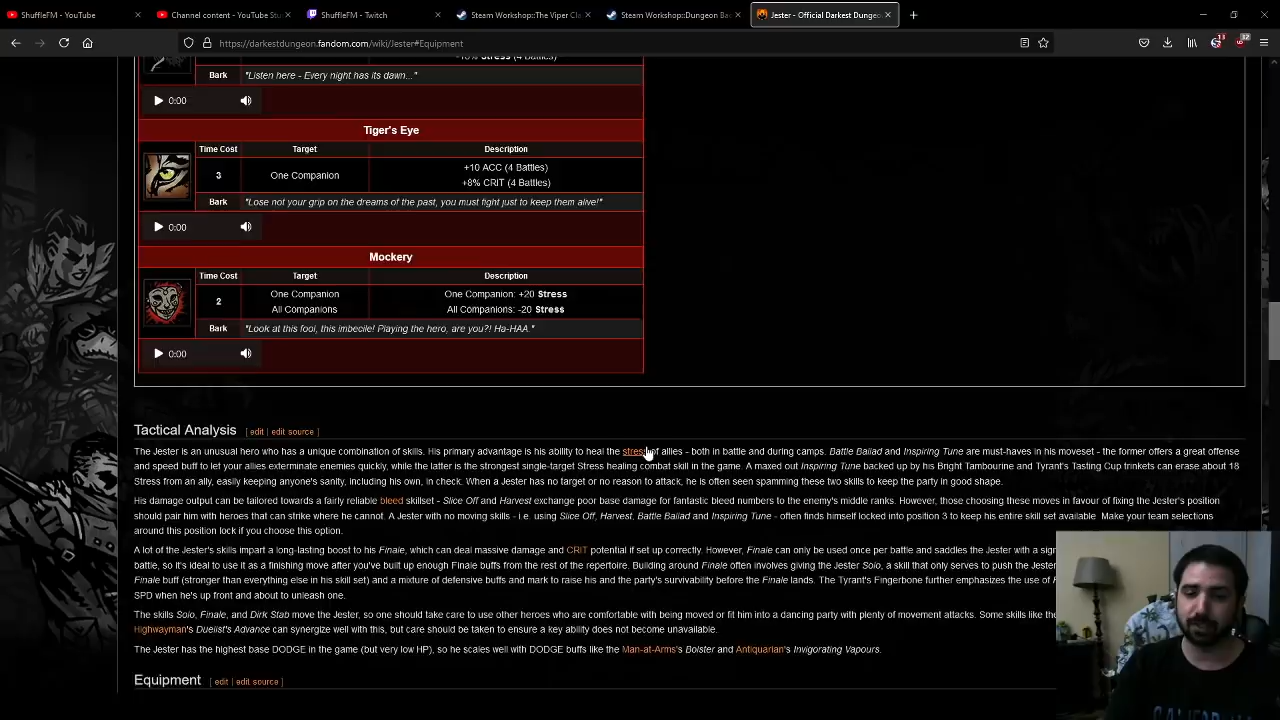 ShuffleFM - YouTube
Channel content - YouTube Stu
ShuffleFM - Twitch
Steam Workshop::The Viper Cla
Steam Workshop::Dungeon Ba
Jester - Official Darkest Dungeo
https://darkestdungeon.fandom.com/wiki/Jester#Equipment
13
32
Stress (4 Battles)
Bark "Listen here - Every night has its dawn..."
0:00
Tiger's Eye
Time Cost Target Description
3 One Companion +10 ACC (4 Battles)
+8% CRIT (4 Battles)
Bark "Lose not your grip on the dreams of the past, you must fight just to keep them alive!"
0:00
Mockery
Time Cost Target Description
2 One Companion One Companion: +20 Stress
All Companions All Companions: -20 Stress
Bark "Look at this fool, this imbecile! Playing the hero, are you?! Ha-HAA."
0:00
Tactical Analysis [ edit | edit source ]
The Jester is an unusual hero who has a unique combination of skills. His primary advantage is his ability to heal the stress of allies - both in battle and during camps. Battle Ballad and Inspiring Tune are must-haves in his moveset - the former offers a great offense
and speed buff to let allies exterminate enemies quickly, while the latter is the strongest single-target Stress healing combat skill in the game. A maxed out Inspiring Tune backed up by his Bright Tambourine and Tyrant's Tasting Cup trinkets can erase about 18
Stress from an ally, easily keeping anyone's sanity, including his own, in check. When a Jester has no target or no reason to attack, he is often seen spamming these two skills to keep the party in good shape.
His damage output can be tailored towards a fairly reliable bleed skillset - Slice Off and Harvest exchange poor base damage for fantastic bleed numbers to the enemy's middle ranks. However, those choosing these moves in favour of fixing the Jester's position
should pair him with heroes that can strike where he cannot. A Jester with no moving skills - i.e. using Slice Off, Harvest, Battle Ballad and Inspiring Tune - often finds himself locked into position 3 to keep his entire skill set available. Make your team selections
around this position lock if you choose this option.
A lot of the Jester's skills impart a long-lasting boost to his Finale, which can deal massive damage and CRIT potential if set up correctly. However, Finale can only be used once per battle and saddles the Jester with a sign
battle, so it's ideal to use it as a finishing move after you've built up enough Finale buffs from the rest of the repertoire. Building around Finale often involves giving the Jester Solo, a skill that only serves to push the Jester
Finale buff (stronger than everything else in his skill set) and a mixture of defensive buffs and mark to raise his and the party's survivability before the Finale lands. The Tyrant's Fingerbone further emphasizes the use of F
SPD when he's up front and about to unleash one.
The skills Solo, Finale, and Dirk Stab move the Jester, so one should take care to use other heroes who are comfortable with being moved or fit him into a dancing party with plenty of movement attacks. Some skills like the
Highwayman's Duelist's Advance can synergize well with this, but care should be taken to ensure a key ability does not become unavailable.
The Jester has the highest base DODGE in the game (but very low HP), so he scales well with DODGE buffs like the Man-at-Arms's Bolster and Antiquarian's Invigorating Vapours.
Equipment [ edit | edit source ]